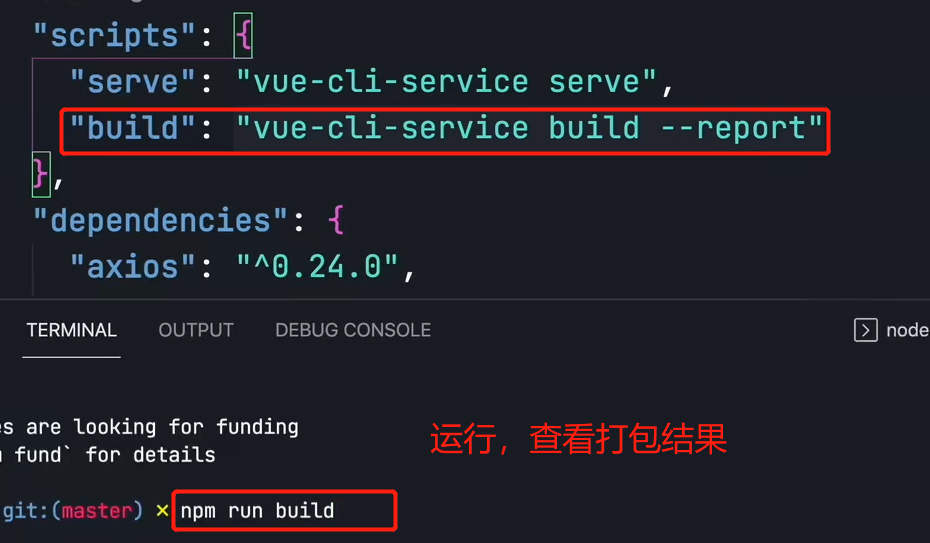 "scripts": {
"serve": "vue-cli-service serve",
"build": "vue-cli-service build --report"
},
"dependencies": {
"axios": "^0.24.0",
TERMINAL OUTPUT DEBUG CONSOLE node
are looking for funding
fund` for details
运行，查看打包结果
git:(master) × npm run build